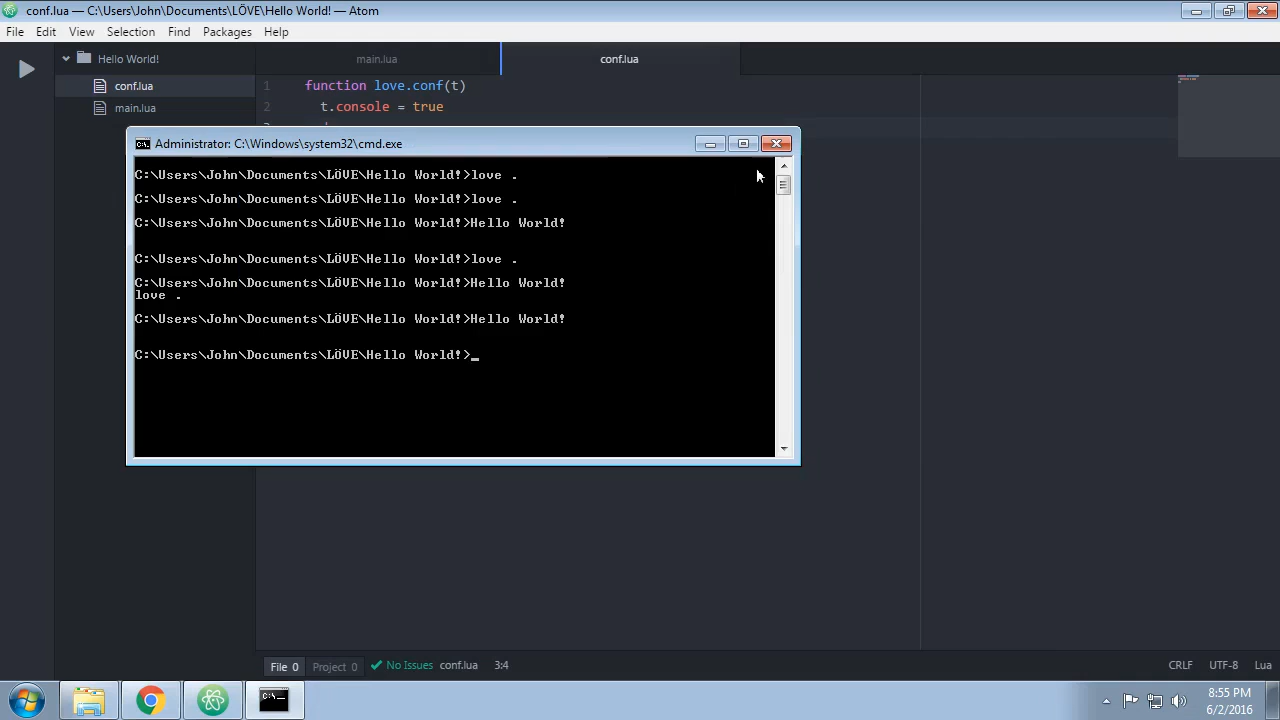 conf.lua — C:\Users\John\Documents\LÖVE\Hello World! — Atom
File Edit View Selection Find Packages Help
Hello World!
conf.lua
main.lua
main.lua
conf.lua
1 function love.conf(t)
2 t.console = true
Administrator: C:\Windows\system32\cmd.exe
C:\Users\John\Documents\LÖVE\Hello World!>love .
C:\Users\John\Documents\LÖVE\Hello World!>love .
C:\Users\John\Documents\LÖVE\Hello World!>Hello World!
C:\Users\John\Documents\LÖVE\Hello World!>love .
C:\Users\John\Documents\LÖVE\Hello World!>Hello World!
love .
C:\Users\John\Documents\LÖVE\Hello World!>Hello World!
C:\Users\John\Documents\LÖVE\Hello World!>_
File 0 Project 0 No Issues conf.lua 3:4 CRLF UTF-8 Lua
8:55 PM
6/2/2016